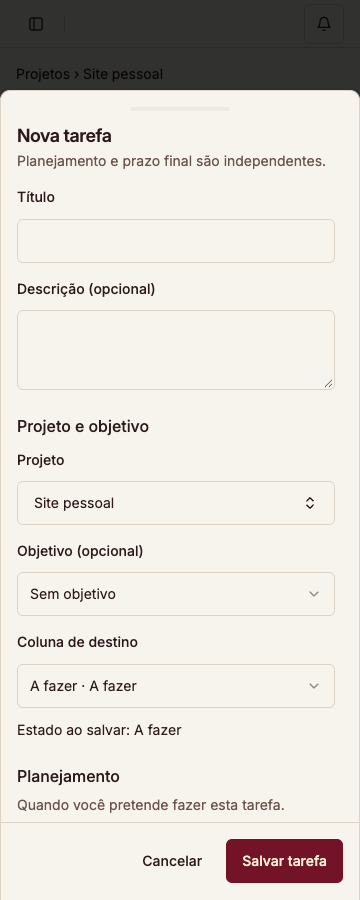 Projetos › Site pessoal
Nova tarefa
Planejamento e prazo final são independentes.
Título
Descrição (opcional)
Projeto e objetivo
Projeto
Site pessoal
Objetivo (opcional)
Sem objetivo
Coluna de destino
A fazer · A fazer
Estado ao salvar: A fazer
Planejamento
Quando você pretende fazer esta tarefa.
Cancelar
Salvar tarefa